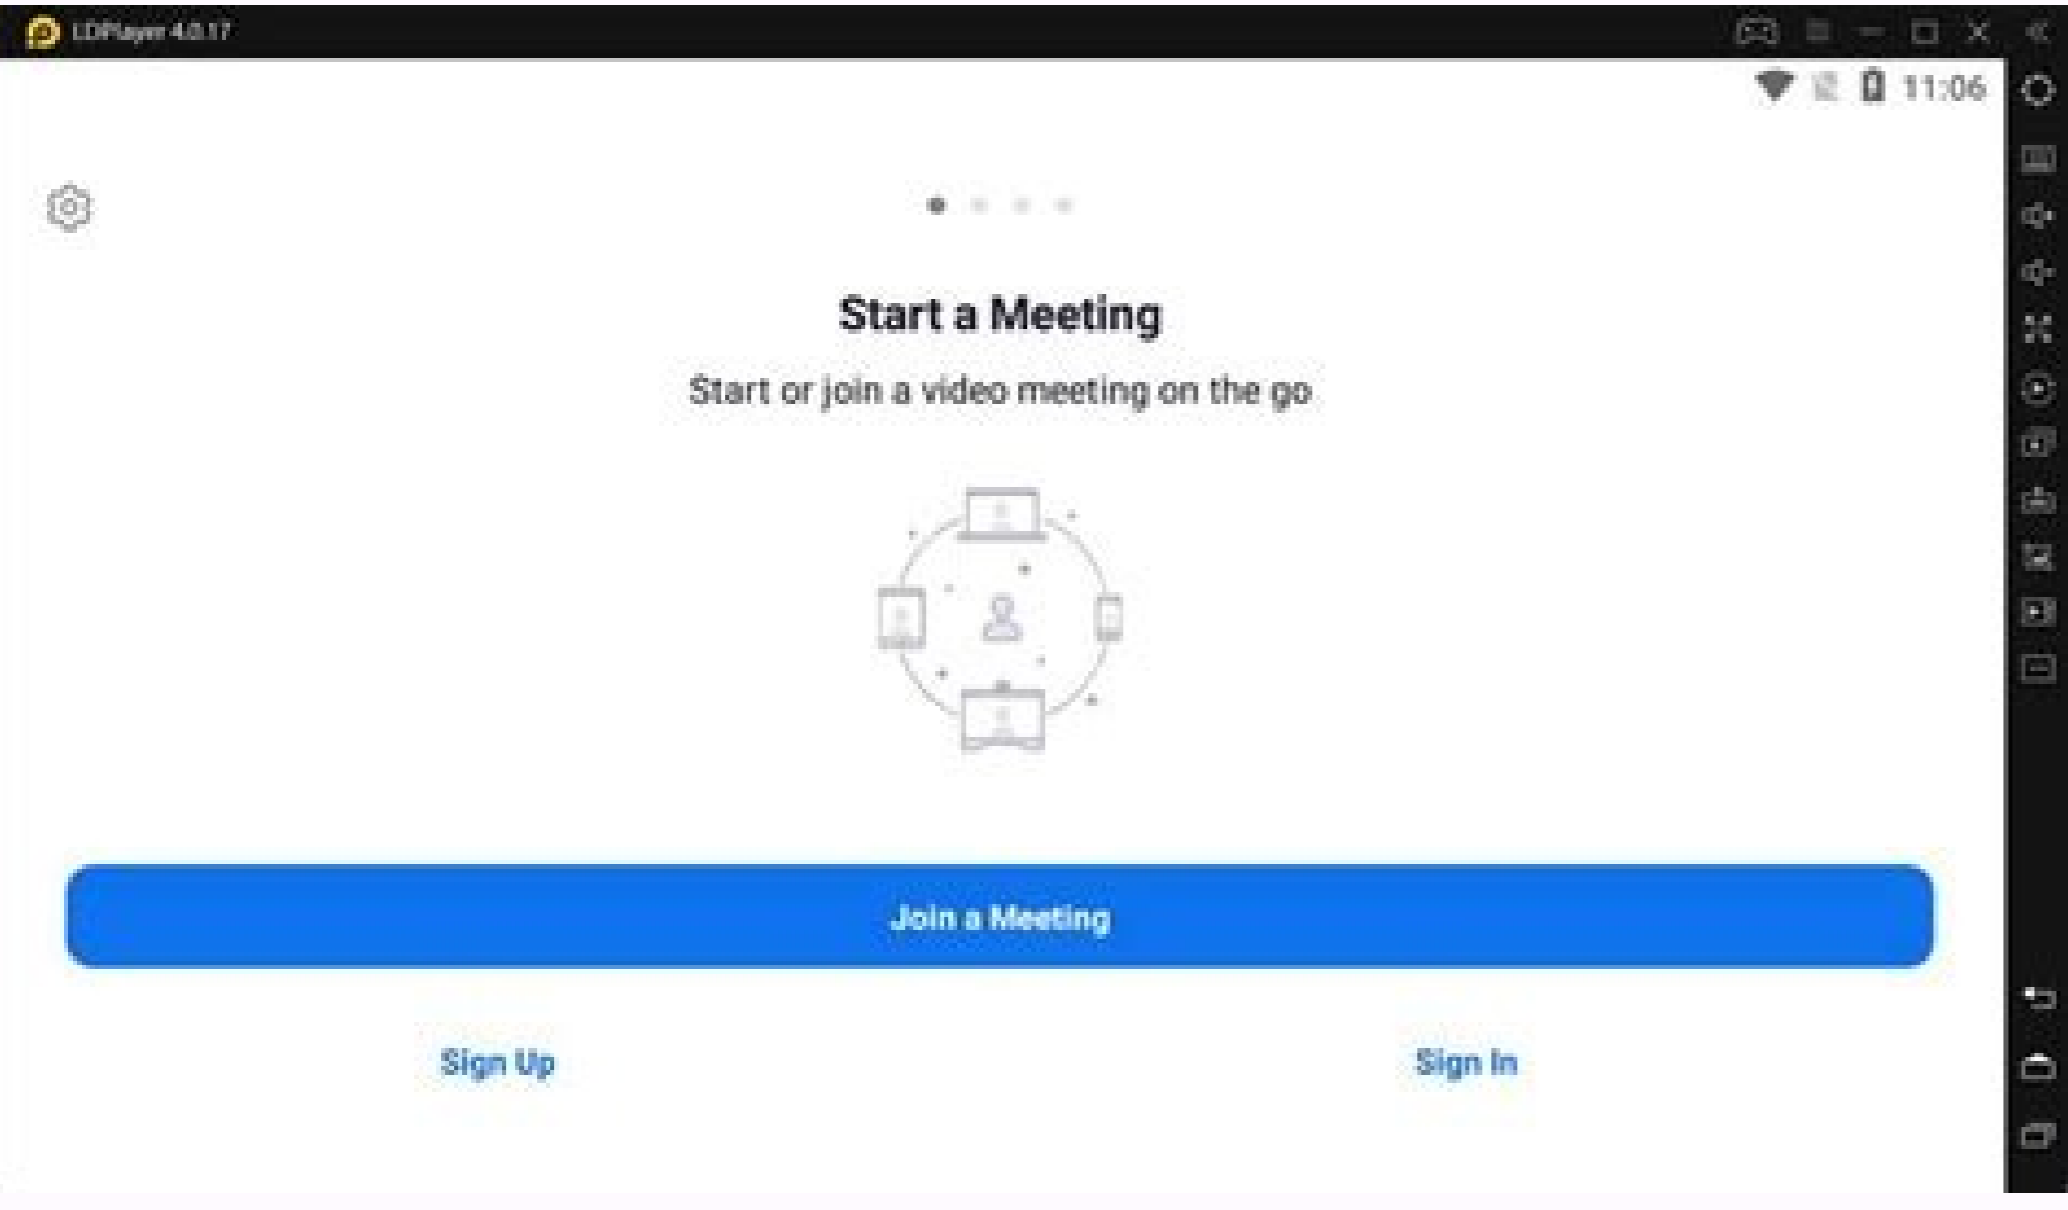 LDPlayer 4.0.17
11:06
Start a Meeting
Start or join a video meeting on the go
Join a Meeting
Sign Up
Sign In